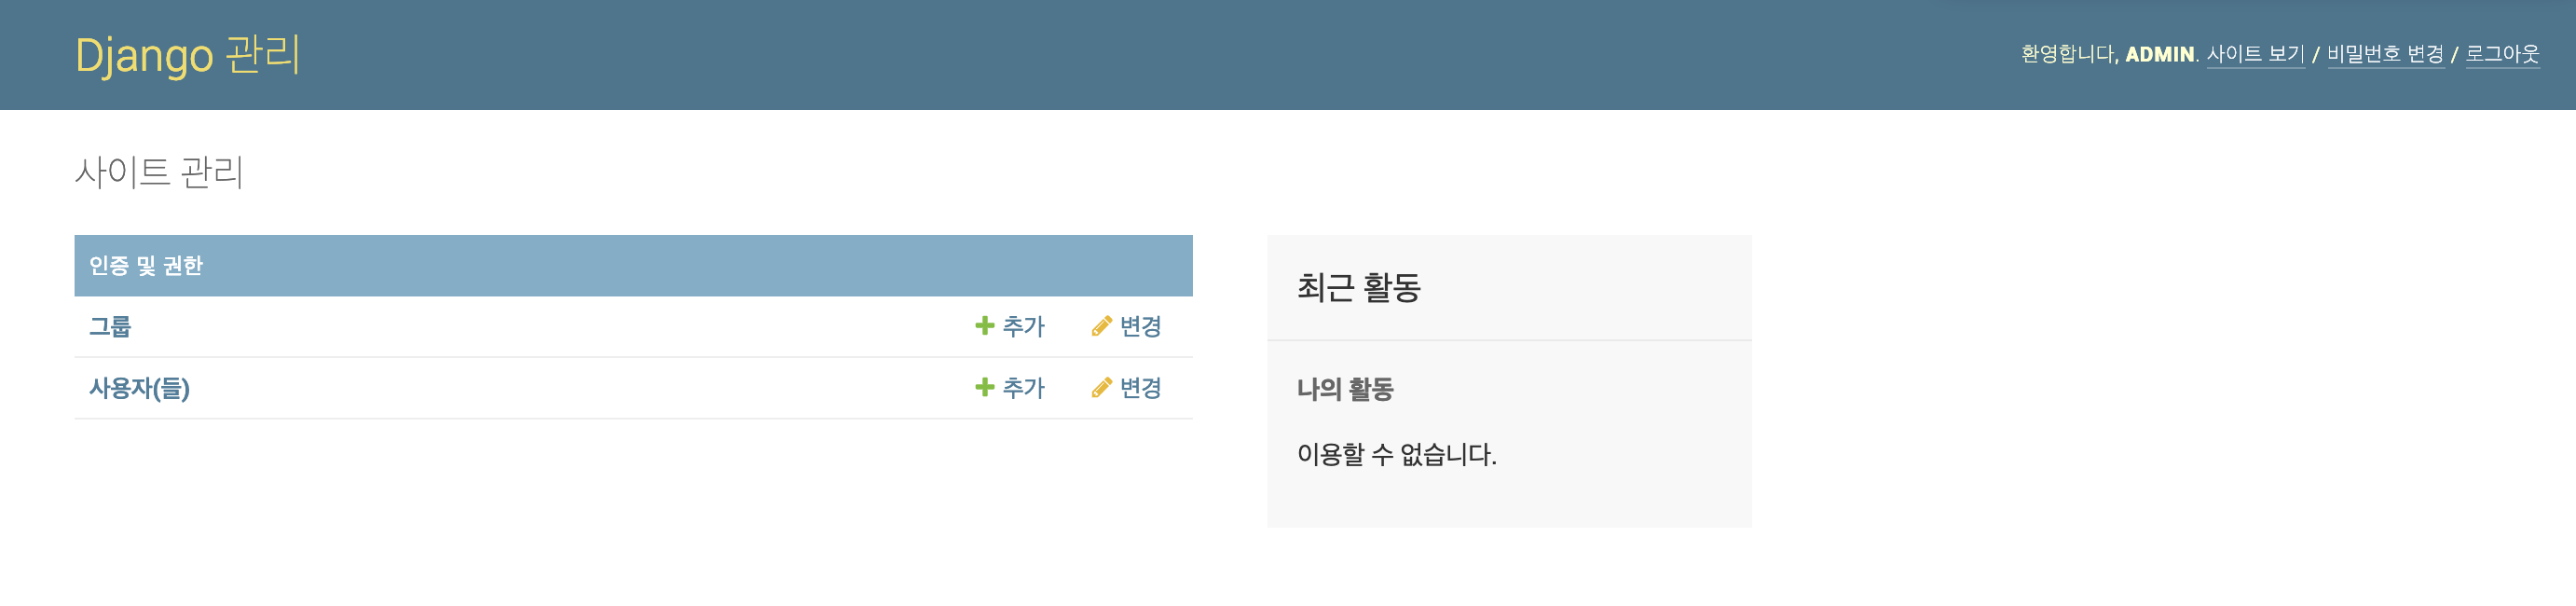 Django 관리
환영합니다, ADMIN. 사이트 보기 / 비밀번호 변경 / 로그아웃
사이트 관리
인증 및 권한
그룹 추가 변경
사용자(들) 추가 변경
최근 활동
나의 활동
이용할 수 없습니다.